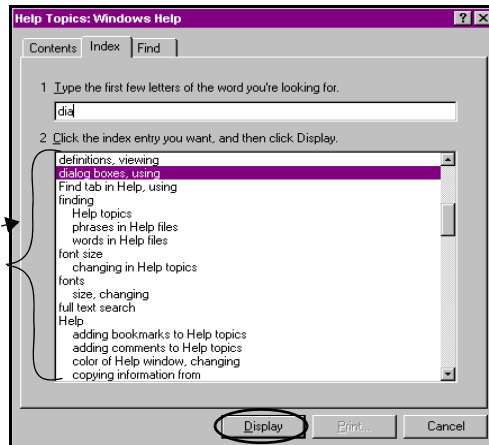 Help Topics: Windows Help
Contents Index Find
1 Type the first few letters of the word you're looking for.
dia
2 Click the index entry you want, and then click Display.
definitions, viewing
dialog boxes, using
Find tab in Help, using
finding
Help topics
phrases in Help files
words in Help files
font size
changing in Help topics
fonts
size, changing
full text search
Help
adding bookmarks to Help topics
adding comments to Help topics
color of Help window, changing
copying information from
Display Print... Cancel